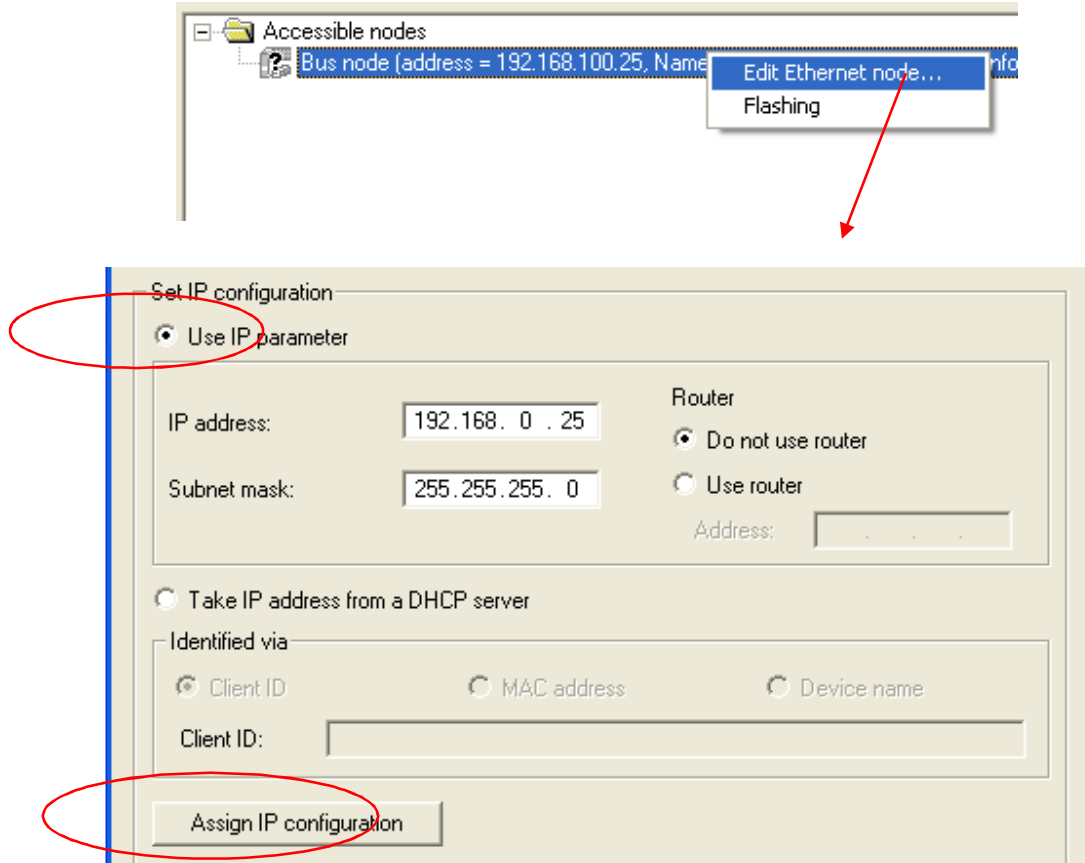 Accessible nodes
Bus node (address = 192.168.100.25, Name
Edit Ethernet node...
Flashing
Set IP configuration
Use IP parameter
IP address: 192.168. 0 . 25
Subnet mask: 255.255.255. 0
Router
Do not use router
Use router
Address: . . .
Take IP address from a DHCP server
Identified via
Client ID MAC address Device name
Client ID:
Assign IP configuration